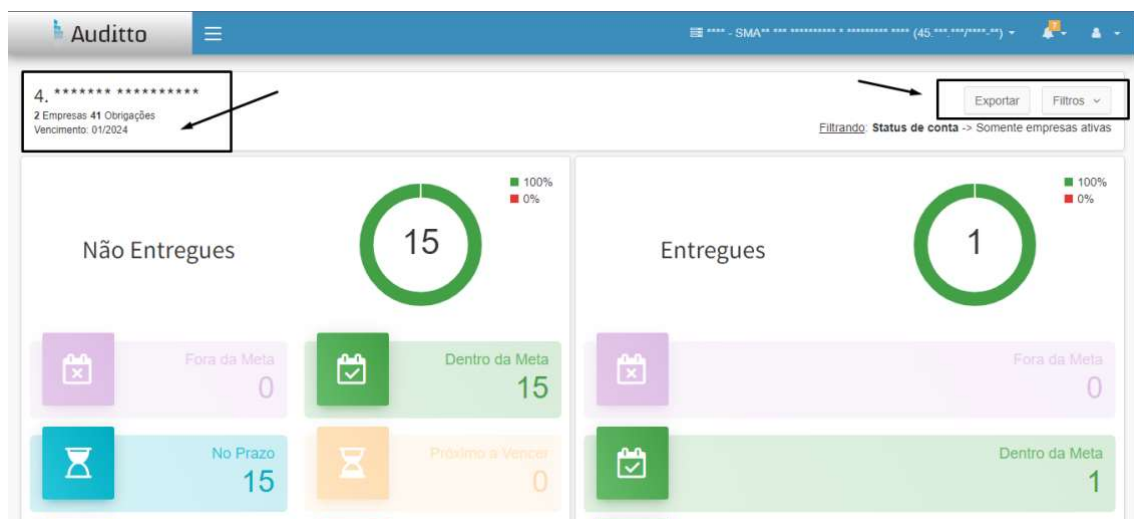 Auditto
**** - SMA** *** ********** * ********* **** (45.***.***/****-**)
4. ******* **********
2 Empresas 41 Obrigações
Vencimento: 01/2024
Exportar Filtros
Filtrando: Status de conta -> Somente empresas ativas
Não Entregues
15
100%
0%
Fora da Meta
0
Dentro da Meta
15
No Prazo
15
Próximo a Vencer
0
Entregues
1
100%
0%
Fora da Meta
0
Dentro da Meta
1